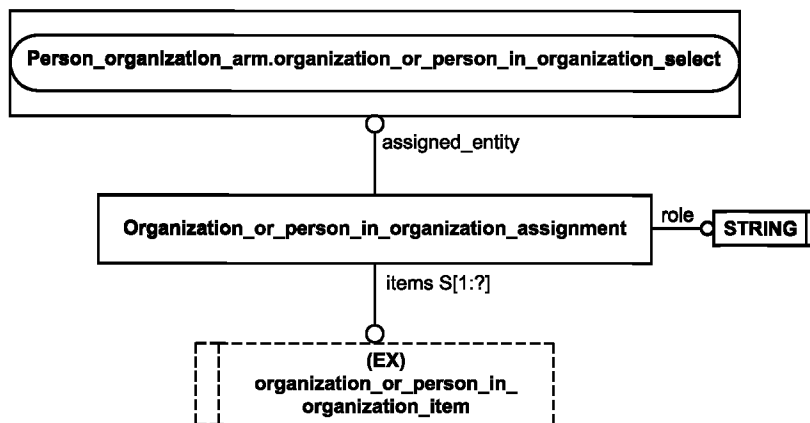 Person_organization_arm.organization_or_person_in_organization_select
assigned_entity
Organization_or_person_in_organization_assignment
role
STRING
items S[1:?]
(EX)
organization_or_person_in_
organization_item